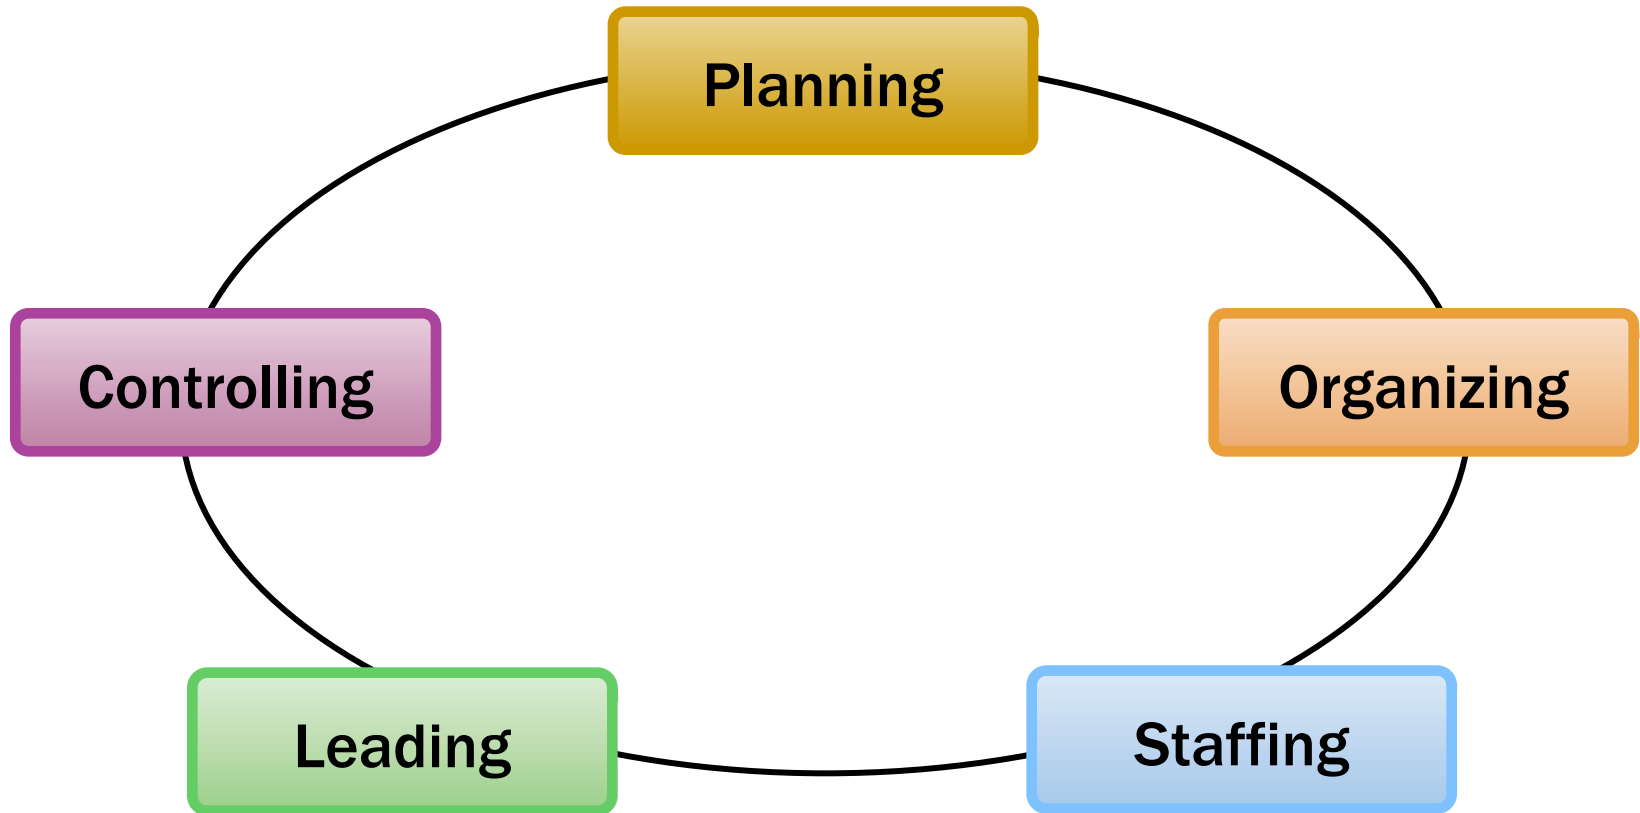 Planning
Organizing
Staffing
Leading
Controlling